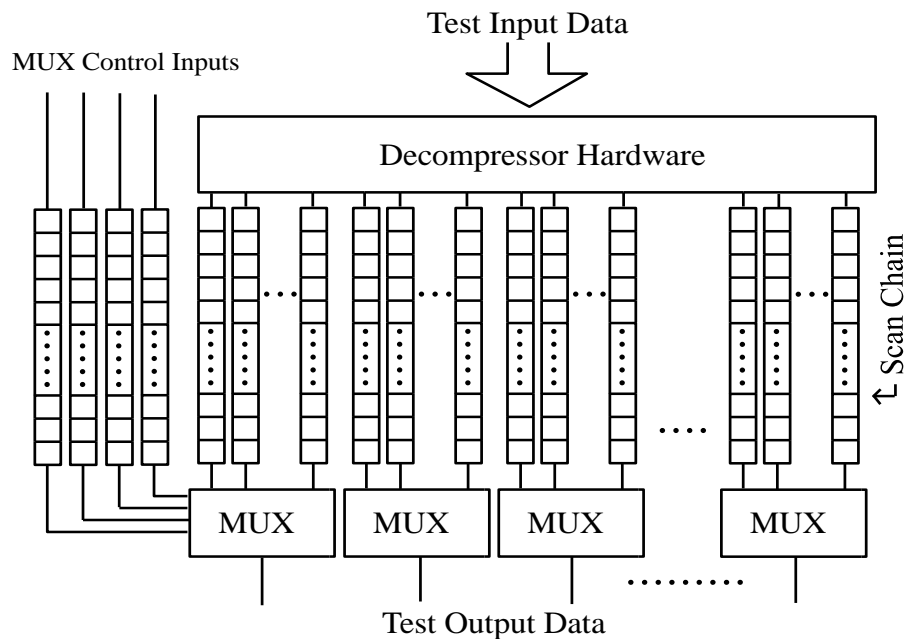 Test Input Data
MUX Control Inputs
Decompressor Hardware
Scan Chain
MUX
MUX
MUX
MUX
Test Output Data